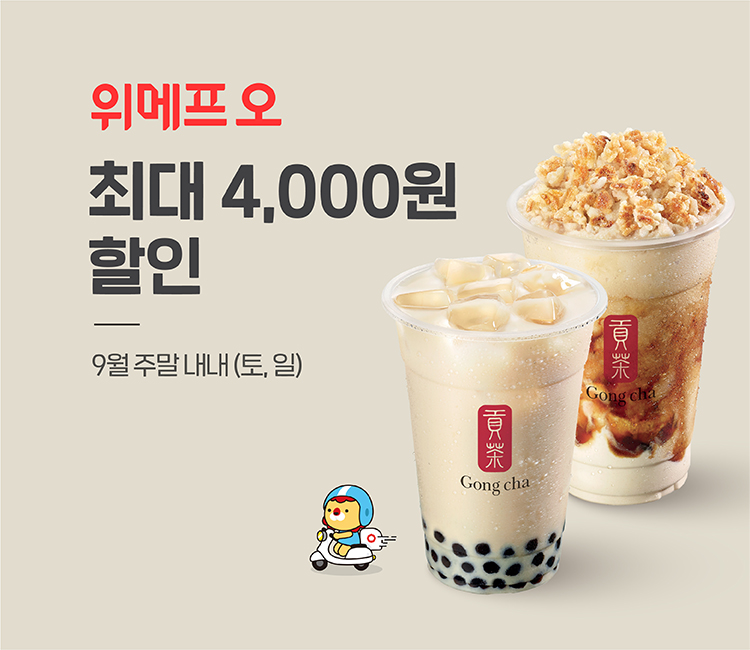 위메프 오
최대 4,000원
할인
9월 주말 내내 (토, 일)
貢茶
Gong cha
貢茶
Gong cha